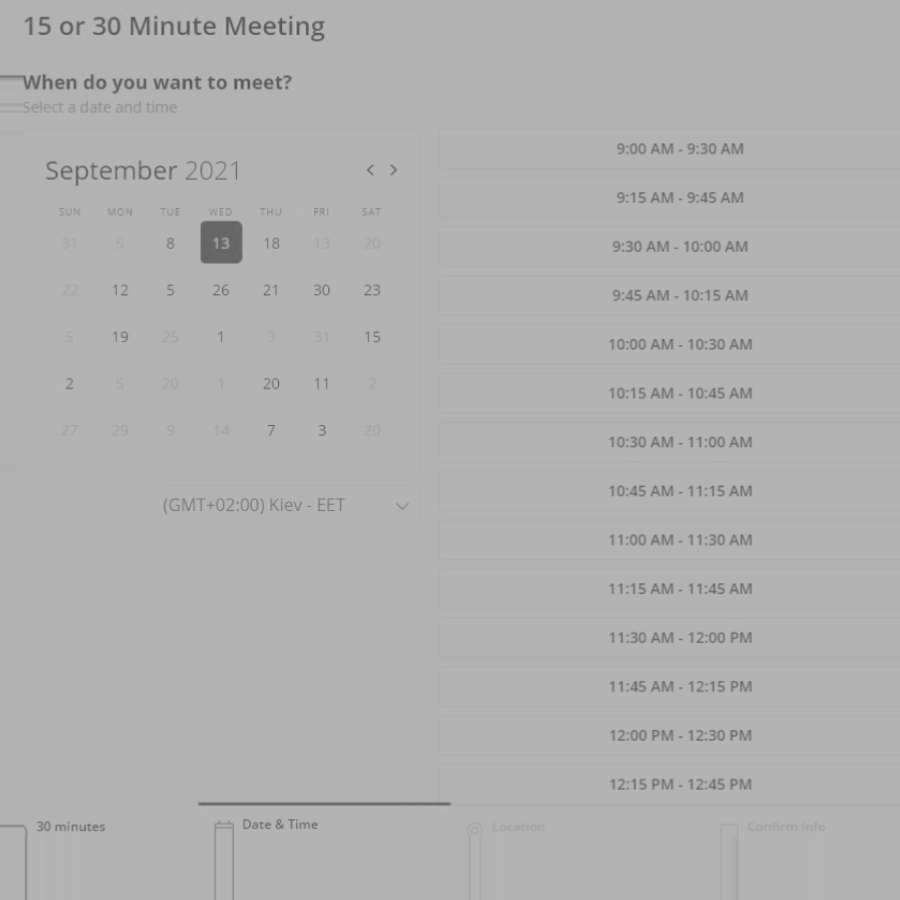 15 or 30 Minute Meeting
When do you want to meet?
Select a date and time
September 2021
SUN MON TUE WED THU FRI SAT
31 5 8 13 18 13 20
22 12 5 26 21 30 23
5 19 25 1 3 31 15
2 5 20 1 20 11 2
27 29 9 14 7 3 20
(GMT+02:00) Kiev - EET
9:00 AM - 9:30 AM
9:15 AM - 9:45 AM
9:30 AM - 10:00 AM
9:45 AM - 10:15 AM
10:00 AM - 10:30 AM
10:15 AM - 10:45 AM
10:30 AM - 11:00 AM
10:45 AM - 11:15 AM
11:00 AM - 11:30 AM
11:15 AM - 11:45 AM
11:30 AM - 12:00 PM
11:45 AM - 12:15 PM
12:00 PM - 12:30 PM
12:15 PM - 12:45 PM
30 minutes
Date & Time
Location
Confirm Info